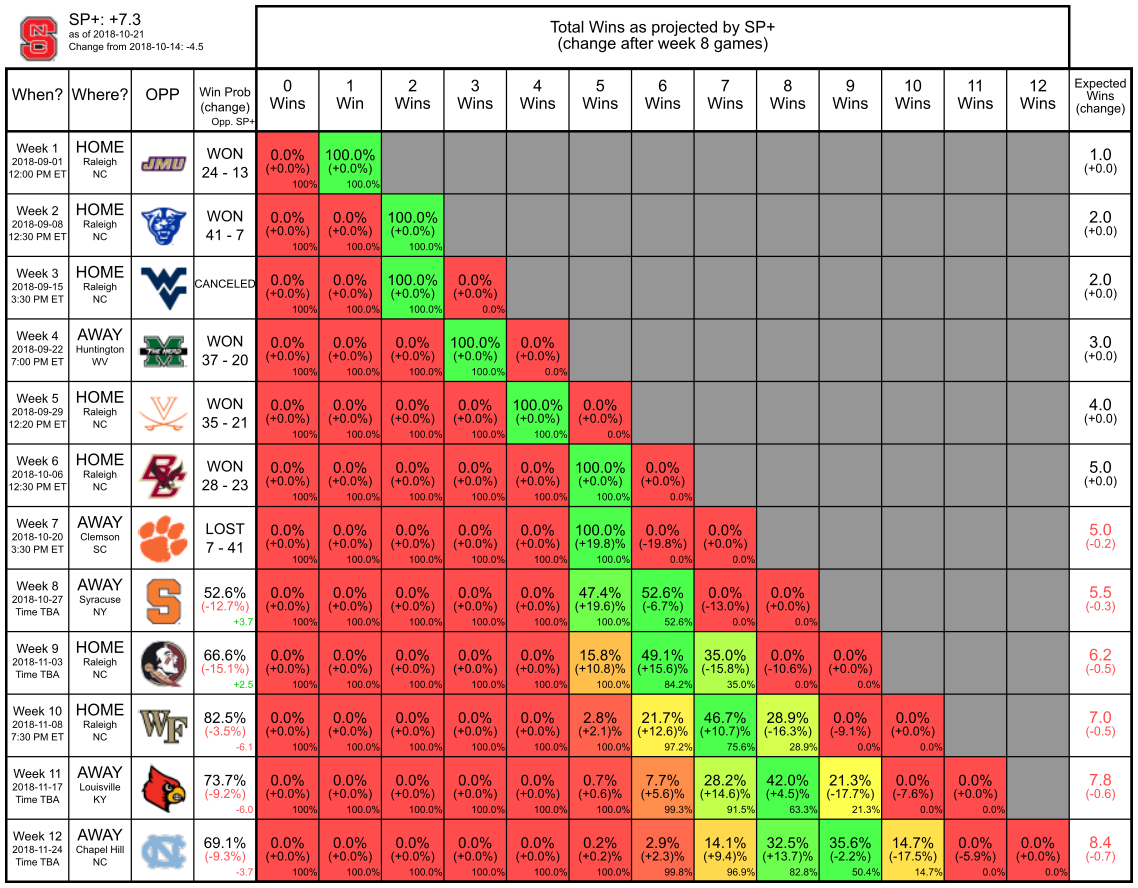 SP+: +7.3
as of 2018-10-21
Change from 2018-10-14: -4.5
Total Wins as projected by SP+
(change after week 8 games)
When? Where? OPP Win Prob (change) Opp. SP+ 0 Wins 1 Win 2 Wins 3 Wins 4 Wins 5 Wins 6 Wins 7 Wins 8 Wins 9 Wins 10 Wins 11 Wins 12 Wins Expected Wins (change)
Week 1 HOME JMU WON 0.0% 100.0% 1.0
2018-09-01 Raleigh 24 - 13 (+0.0%) (+0.0%) (+0.0)
12:00 PM ET NC 100% 100.0%
Week 2 HOME WON 0.0% 0.0% 100.0% 2.0
2018-09-08 Raleigh 41 - 7 (+0.0%) (+0.0%) (+0.0%) (+0.0)
12:30 PM ET NC 100% 100.0% 100.0%
Week 3 HOME WV CANCELED 0.0% 0.0% 100.0% 0.0% 2.0
2018-09-15 Raleigh (+0.0%) (+0.0%) (+0.0%) (+0.0%) (+0.0)
3:30 PM ET NC 100% 100.0% 100.0% 0.0%
Week 4 AWAY M THE HERD WON 0.0% 0.0% 0.0% 100.0% 0.0% 3.0
2018-09-22 Huntington 37 - 20 (+0.0%) (+0.0%) (+0.0%) (+0.0%) (+0.0%) (+0.0)
7:00 PM ET WV 100% 100.0% 100.0% 100.0% 0.0%
Week 5 HOME V WON 0.0% 0.0% 0.0% 0.0% 100.0% 0.0% 4.0
2018-09-29 Raleigh 35 - 21 (+0.0%) (+0.0%) (+0.0%) (+0.0%) (+0.0%) (+0.0%) (+0.0)
12:20 PM ET NC 100% 100.0% 100.0% 100.0% 100.0% 0.0%
Week 6 HOME BC WON 0.0% 0.0% 0.0% 0.0% 0.0% 100.0% 0.0% 5.0
2018-10-06 Raleigh 28 - 23 (+0.0%) (+0.0%) (+0.0%) (+0.0%) (+0.0%) (+0.0%) (+0.0%) (+0.0)
12:30 PM ET NC 100% 100.0% 100.0% 100.0% 100.0% 100.0% 0.0%
Week 7 AWAY LOST 0.0% 0.0% 0.0% 0.0% 0.0% 100.0% 0.0% 0.0% 5.0
2018-10-20 Clemson 7 - 41 (+0.0%) (+0.0%) (+0.0%) (+0.0%) (+0.0%) (+19.8)% (-19.8%) (+0.0%) (-0.2)
3:30 PM ET SC 100% 100.0% 100.0% 100.0% 100.0% 100.0% 0.0% 0.0%
Week 8 AWAY S 52.6% 0.0% 0.0% 0.0% 0.0% 0.0% 47.4% 52.6% 0.0% 0.0% 5.5
2018-10-27 Syracuse (-12.7%) (+0.0%) (+0.0%) (+0.0%) (+0.0%) (+0.0%) (+19.6)% (-6.7%) (-13.0%) (+0.0%) (-0.3)
Time TBA NY +3.7 100% 100.0% 100.0% 100.0% 100.0% 100.0% 52.6% 0.0% 0.0%
Week 9 HOME 66.6% 0.0% 0.0% 0.0% 0.0% 0.0% 15.8% 49.1% 35.0% 0.0% 0.0% 6.2
2018-11-03 Raleigh (-15.1%) (+0.0%) (+0.0%) (+0.0%) (+0.0%) (+0.0%) (+10.8)% (+15.6)% (-15.8%) (-10.6%) (+0.0%) (-0.5)
Time TBA NC +2.5 100% 100.0% 100.0% 100.0% 100.0% 100.0% 84.2% 35.0% 0.0% 0.0%
Week 10 HOME WF 82.5% 0.0% 0.0% 0.0% 0.0% 0.0% 2.8% 21.7% 46.7% 28.9% 0.0% 0.0% 7.0
2018-11-08 Raleigh (-3.5%) (+0.0%) (+0.0%) (+0.0%) (+0.0%) (+0.0%) (+2.1)% (+12.6)% (+10.7)% (-16.3%) (-9.1%) (+0.0%) (-0.5)
7:30 PM ET NC -6.1 100% 100.0% 100.0% 100.0% 100.0% 100.0% 97.2% 75.6% 28.9% 0.0% 0.0%
Week 11 AWAY 73.7% 0.0% 0.0% 0.0% 0.0% 0.0% 0.7% 7.7% 28.2% 42.0% 21.3% 0.0% 0.0% 7.8
2018-11-17 Louisville (-9.2%) (+0.0%) (+0.0%) (+0.0%) (+0.0%) (+0.0%) (+0.6)% (+5.6)% (+14.6)% (+4.5)% (-17.7%) (-7.6%) (+0.0%) (-0.6)
Time TBA KY -6.0 100% 100.0% 100.0% 100.0% 100.0% 100.0% 99.3% 91.5% 63.3% 21.3% 0.0% 0.0%
Week 12 AWAY NC 69.1% 0.0% 0.0% 0.0% 0.0% 0.0% 0.2% 2.9% 14.1% 32.5% 35.6% 14.7% 0.0% 0.0% 8.4
2018-11-24 Chapel Hill (-9.3%) (+0.0%) (+0.0%) (+0.0%) (+0.0%) (+0.0%) (+0.2)% (+2.3)% (+9.4)% (+13.7)% (-2.2%) (-17.5%) (-5.9%) (+0.0%) (-0.7)
Time TBA NC -3.7 100% 100.0% 100.0% 100.0% 100.0% 100.0% 99.8% 96.9% 82.8% 50.4% 14.7% 0.0% 0.0%